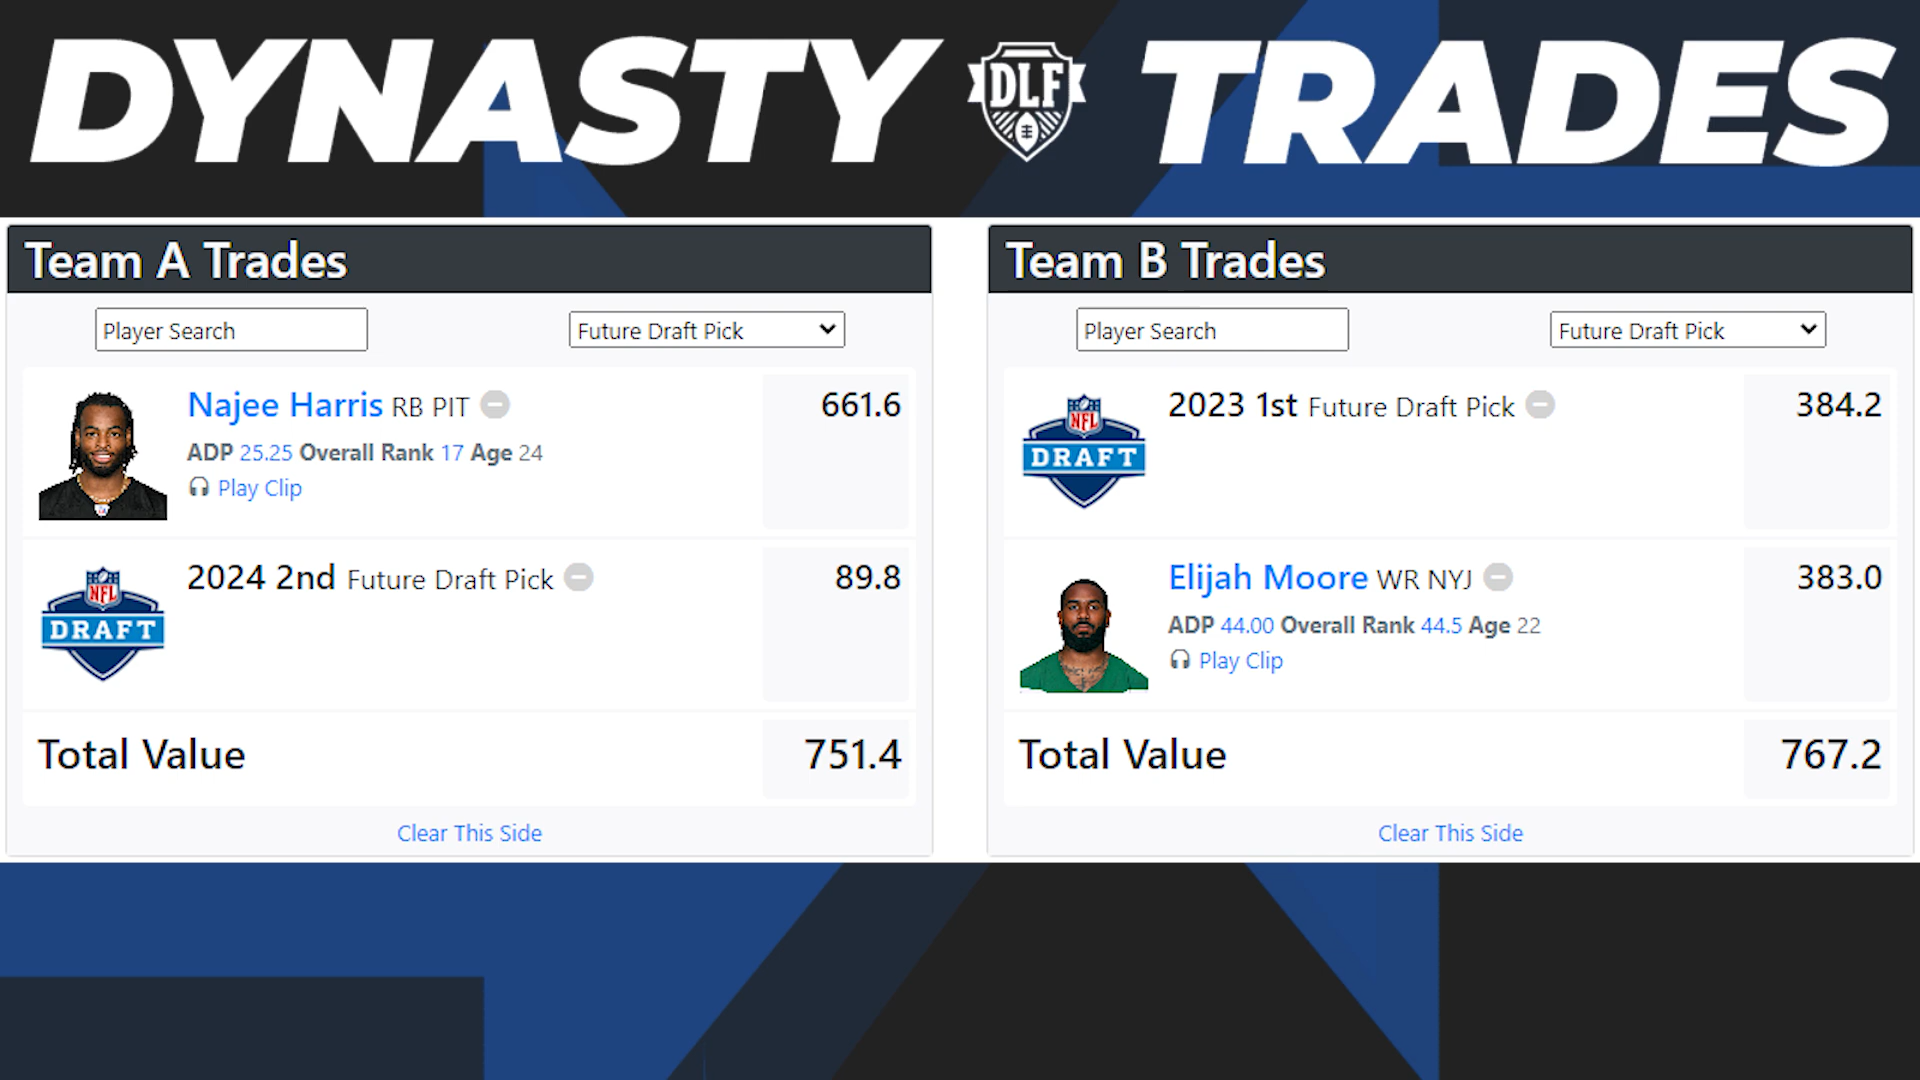 DYNASTY DLF TRADES
Team A Trades
Player Search
Future Draft Pick
Najee Harris RB PIT
661.6
ADP 25.25 Overall Rank 17 Age 24
Play Clip
NFL
DRAFT
2024 2nd Future Draft Pick
89.8
Total Value
751.4
Clear This Side
Team B Trades
Player Search
Future Draft Pick
NFL
DRAFT
2023 1st Future Draft Pick
384.2
Elijah Moore WR NYJ
383.0
ADP 44.00 Overall Rank 44.5 Age 22
Play Clip
Total Value
767.2
Clear This Side